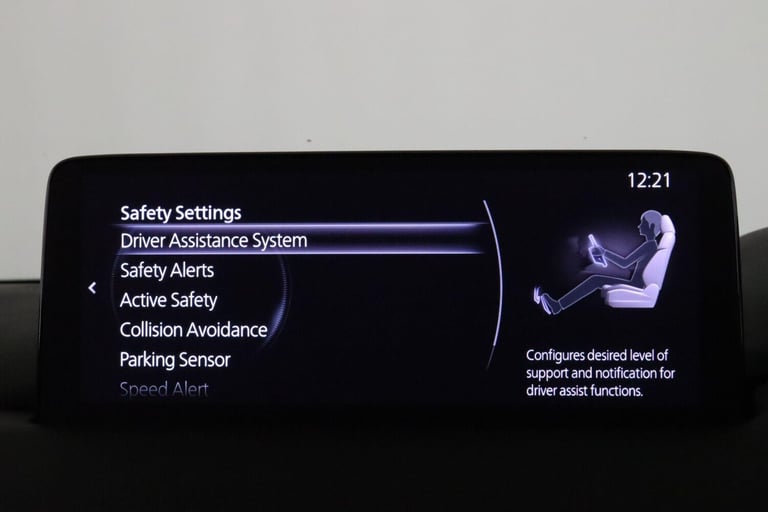 12:21
Safety Settings
Driver Assistance System
Safety Alerts
Active Safety
Collision Avoidance
Parking Sensor
Speed Alert
Configures desired level of
support and notification for
driver assist functions.